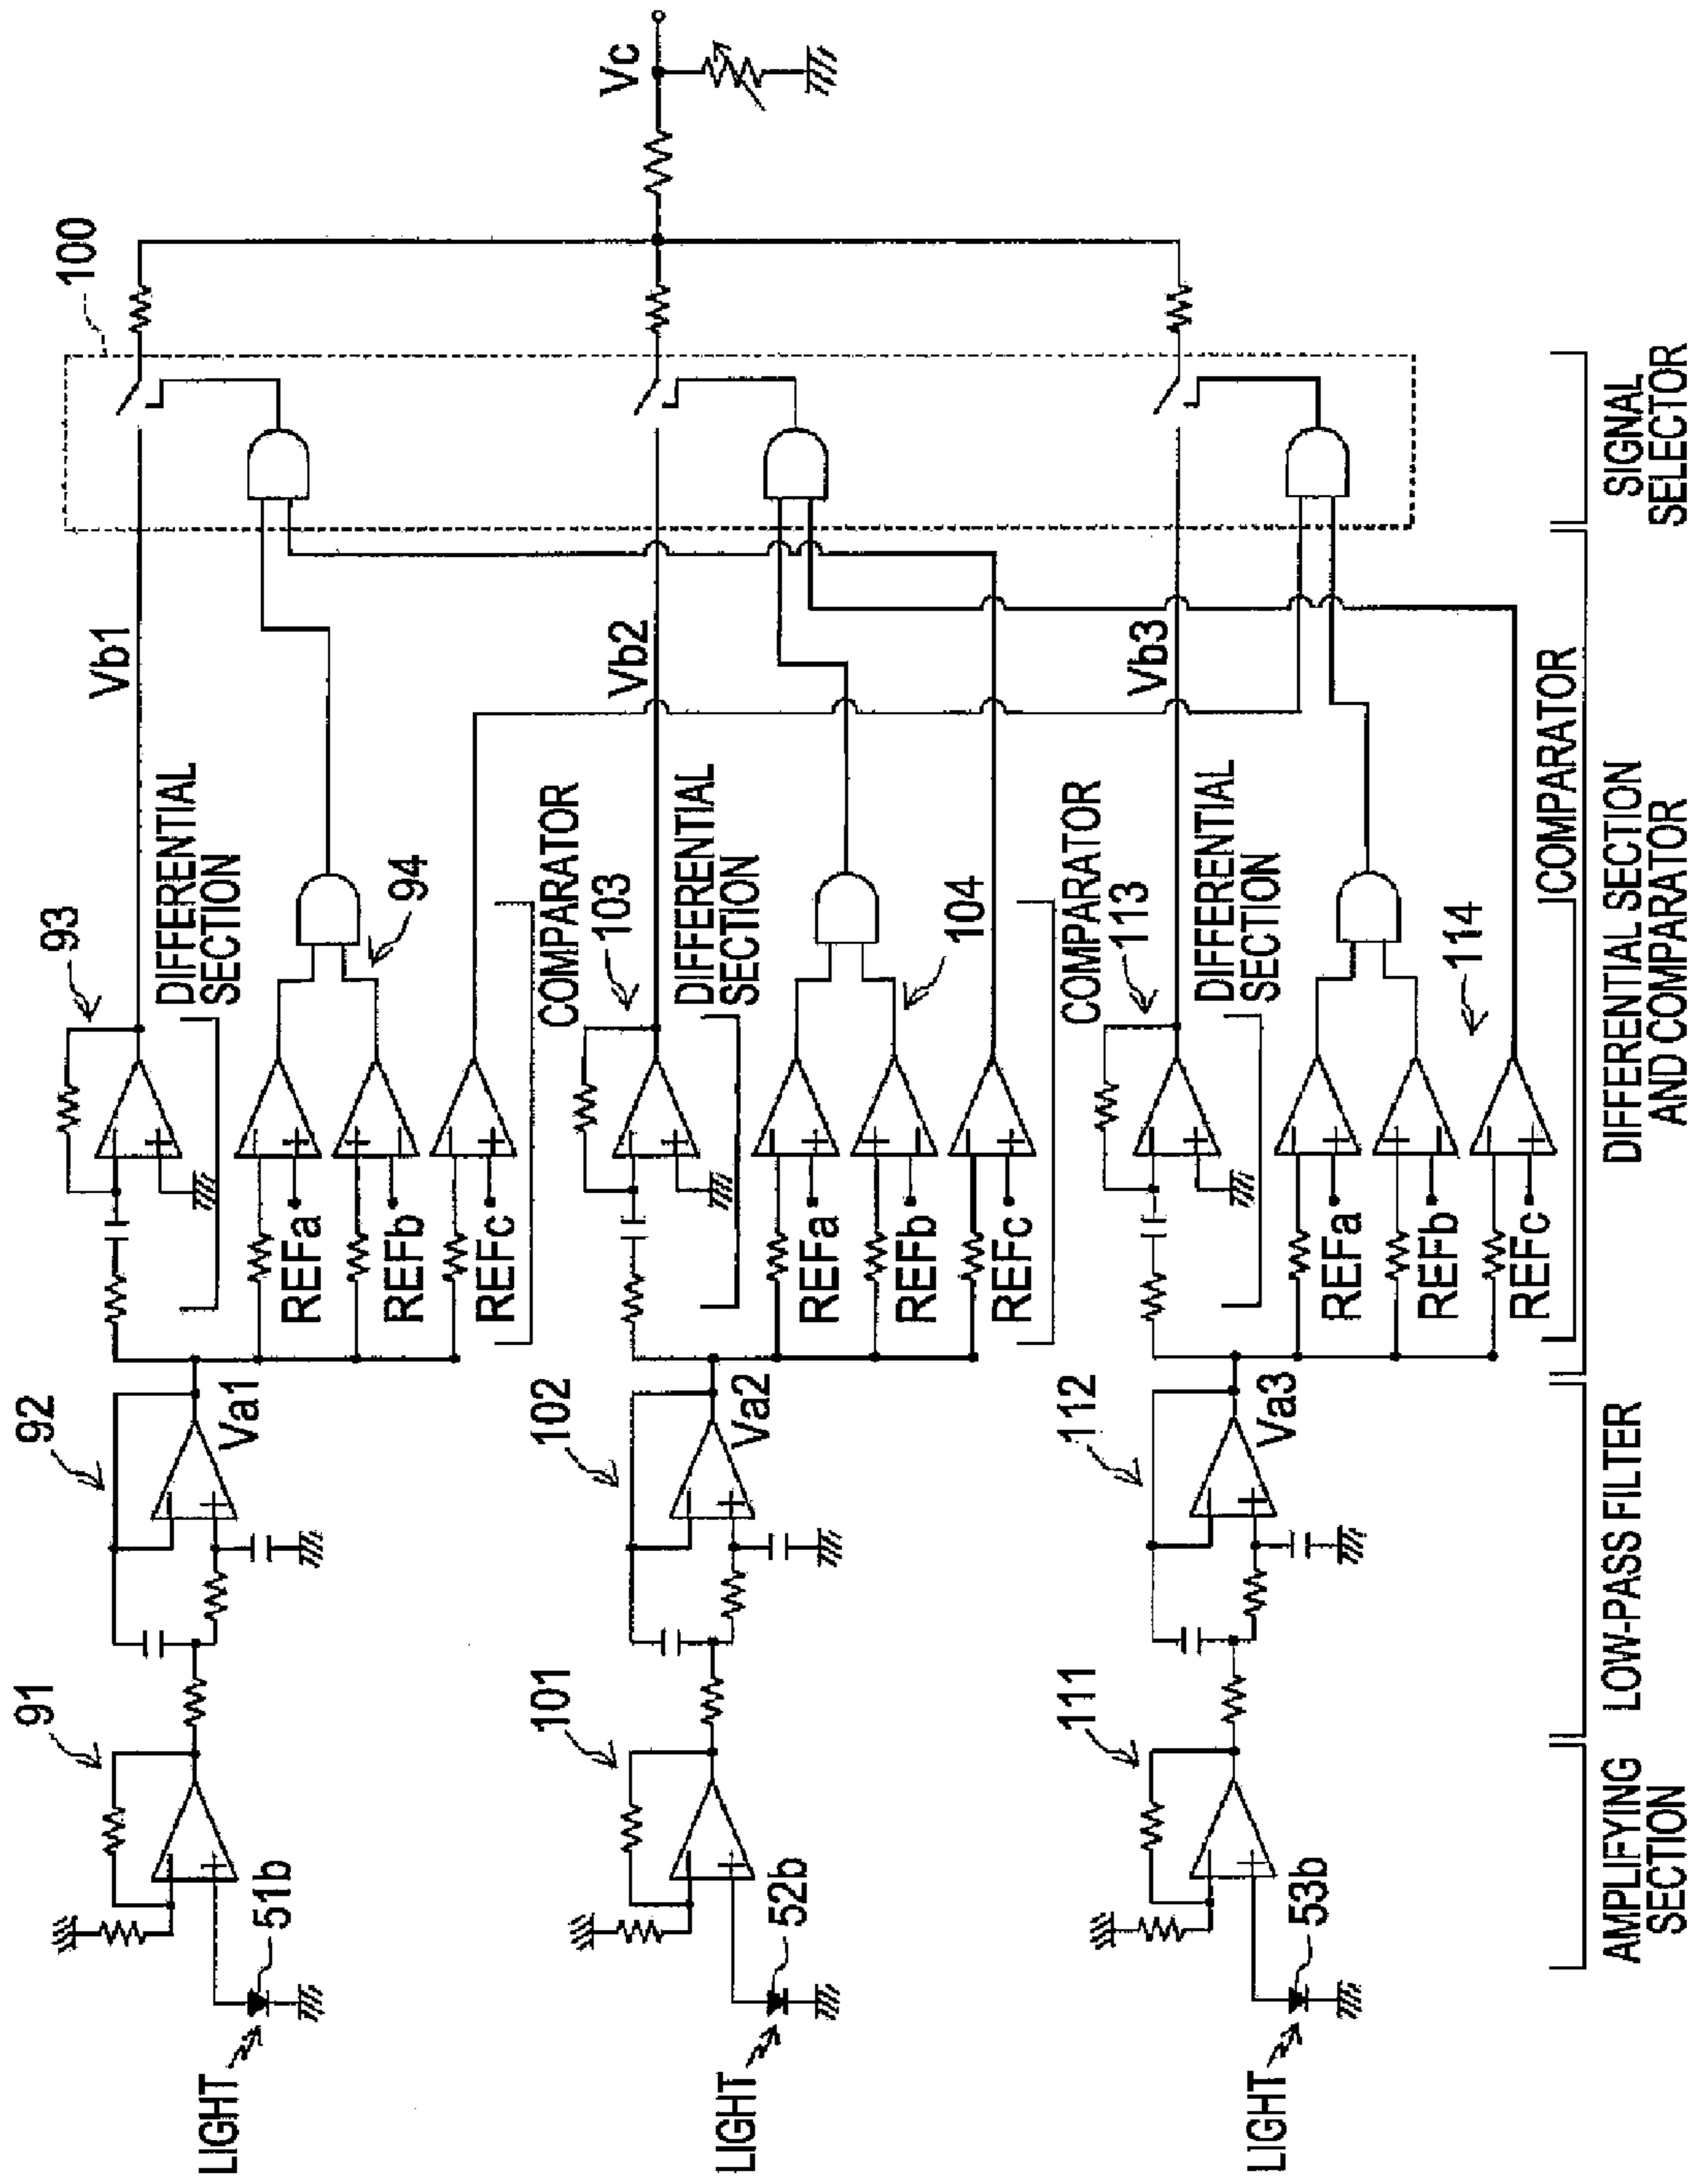 LIGHT
51b
91
92
Va1
93
DIFFERENTIAL
SECTION
REFa
REFb
REFc
94
COMPARATOR
Vb1
100
Vc
LIGHT
52b
101
102
Va2
103
DIFFERENTIAL
SECTION
REFa
REFb
REFc
104
COMPARATOR
Vb2
LIGHT
53b
111
112
Va3
113
DIFFERENTIAL
SECTION
REFa
REFb
REFc
114
COMPARATOR
Vb3
AMPLIFYING
SECTION
LOW-PASS FILTER
DIFFERENTIAL SECTION
AND COMPARATOR
SIGNAL
SELECTOR